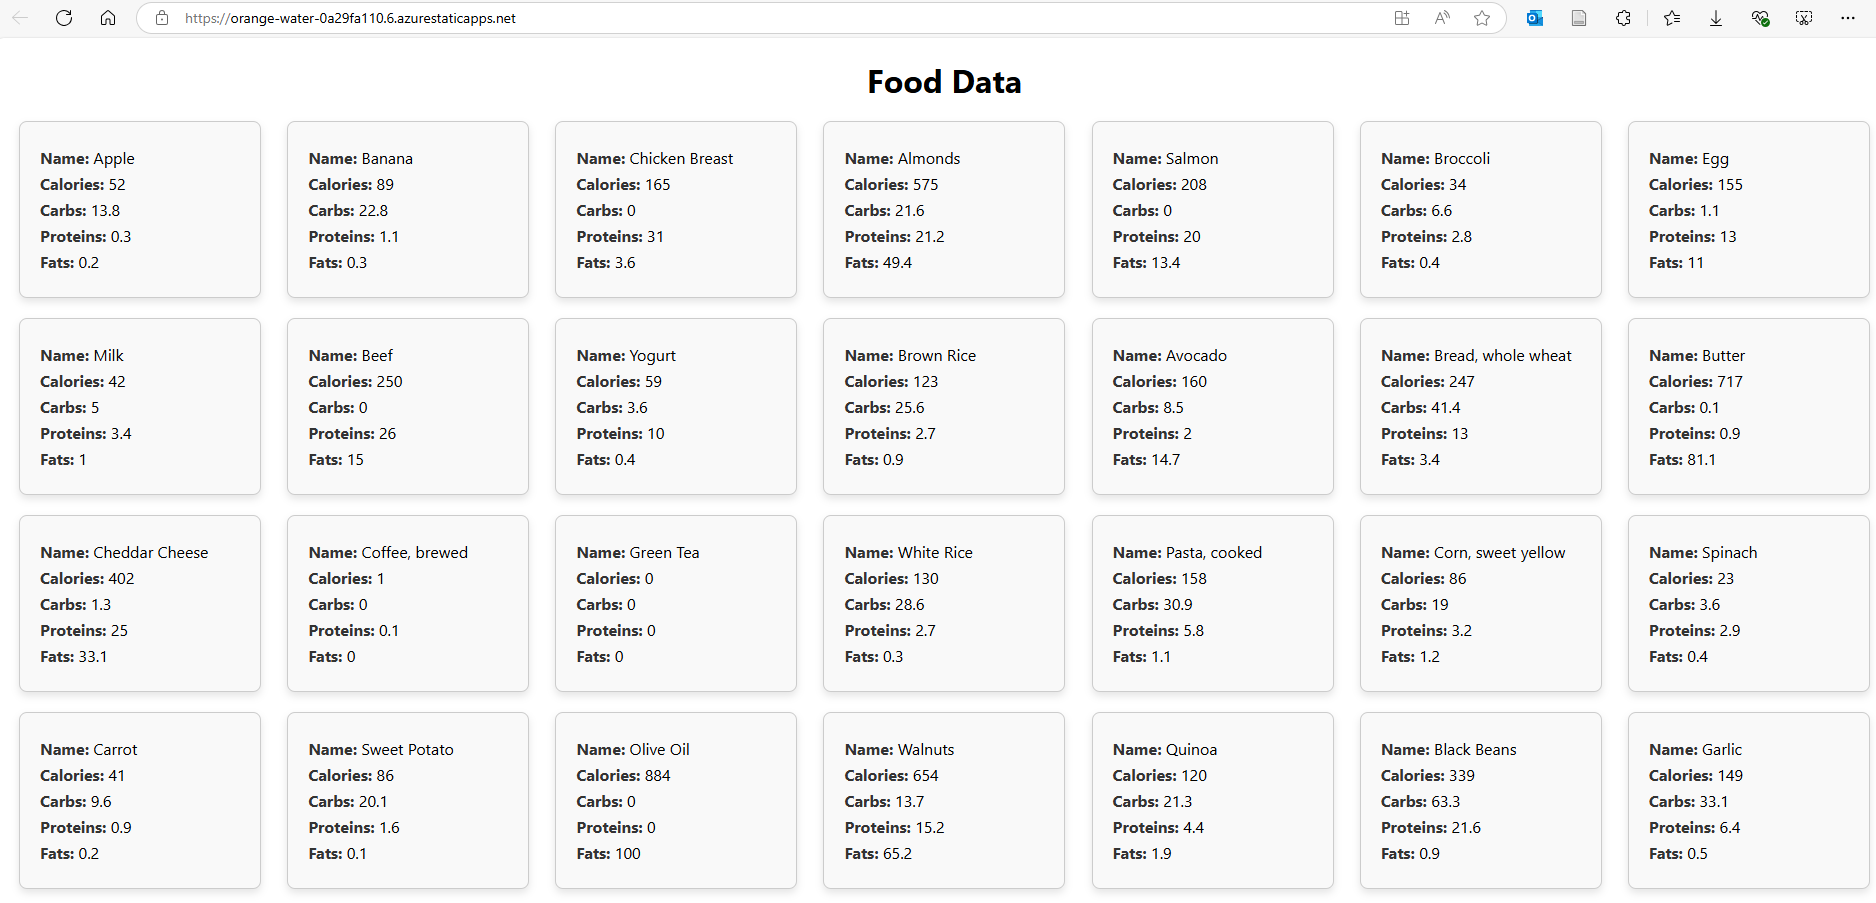 https://orange-water-0a29fa110.6.azurestaticapps.net
Food Data
Name: Apple
Calories: 52
Carbs: 13.8
Proteins: 0.3
Fats: 0.2
Name: Banana
Calories: 89
Carbs: 22.8
Proteins: 1.1
Fats: 0.3
Name: Chicken Breast
Calories: 165
Carbs: 0
Proteins: 31
Fats: 3.6
Name: Almonds
Calories: 575
Carbs: 21.6
Proteins: 21.2
Fats: 49.4
Name: Salmon
Calories: 208
Carbs: 0
Proteins: 20
Fats: 13.4
Name: Broccoli
Calories: 34
Carbs: 6.6
Proteins: 2.8
Fats: 0.4
Name: Egg
Calories: 155
Carbs: 1.1
Proteins: 13
Fats: 11
Name: Milk
Calories: 42
Carbs: 5
Proteins: 3.4
Fats: 1
Name: Beef
Calories: 250
Carbs: 0
Proteins: 26
Fats: 15
Name: Yogurt
Calories: 59
Carbs: 3.6
Proteins: 10
Fats: 0.4
Name: Brown Rice
Calories: 123
Carbs: 25.6
Proteins: 2.7
Fats: 0.9
Name: Avocado
Calories: 160
Carbs: 8.5
Proteins: 2
Fats: 14.7
Name: Bread, whole wheat
Calories: 247
Carbs: 41.4
Proteins: 13
Fats: 3.4
Name: Butter
Calories: 717
Carbs: 0.1
Proteins: 0.9
Fats: 81.1
Name: Cheddar Cheese
Calories: 402
Carbs: 1.3
Proteins: 25
Fats: 33.1
Name: Coffee, brewed
Calories: 1
Carbs: 0
Proteins: 0.1
Fats: 0
Name: Green Tea
Calories: 0
Carbs: 0
Proteins: 0
Fats: 0
Name: White Rice
Calories: 130
Carbs: 28.6
Proteins: 2.7
Fats: 0.3
Name: Pasta, cooked
Calories: 158
Carbs: 30.9
Proteins: 5.8
Fats: 1.1
Name: Corn, sweet yellow
Calories: 86
Carbs: 19
Proteins: 3.2
Fats: 1.2
Name: Spinach
Calories: 23
Carbs: 3.6
Proteins: 2.9
Fats: 0.4
Name: Carrot
Calories: 41
Carbs: 9.6
Proteins: 0.9
Fats: 0.2
Name: Sweet Potato
Calories: 86
Carbs: 20.1
Proteins: 1.6
Fats: 0.1
Name: Olive Oil
Calories: 884
Carbs: 0
Proteins: 0
Fats: 100
Name: Walnuts
Calories: 654
Carbs: 13.7
Proteins: 15.2
Fats: 65.2
Name: Quinoa
Calories: 120
Carbs: 21.3
Proteins: 4.4
Fats: 1.9
Name: Black Beans
Calories: 339
Carbs: 63.3
Proteins: 21.6
Fats: 0.9
Name: Garlic
Calories: 149
Carbs: 33.1
Proteins: 6.4
Fats: 0.5